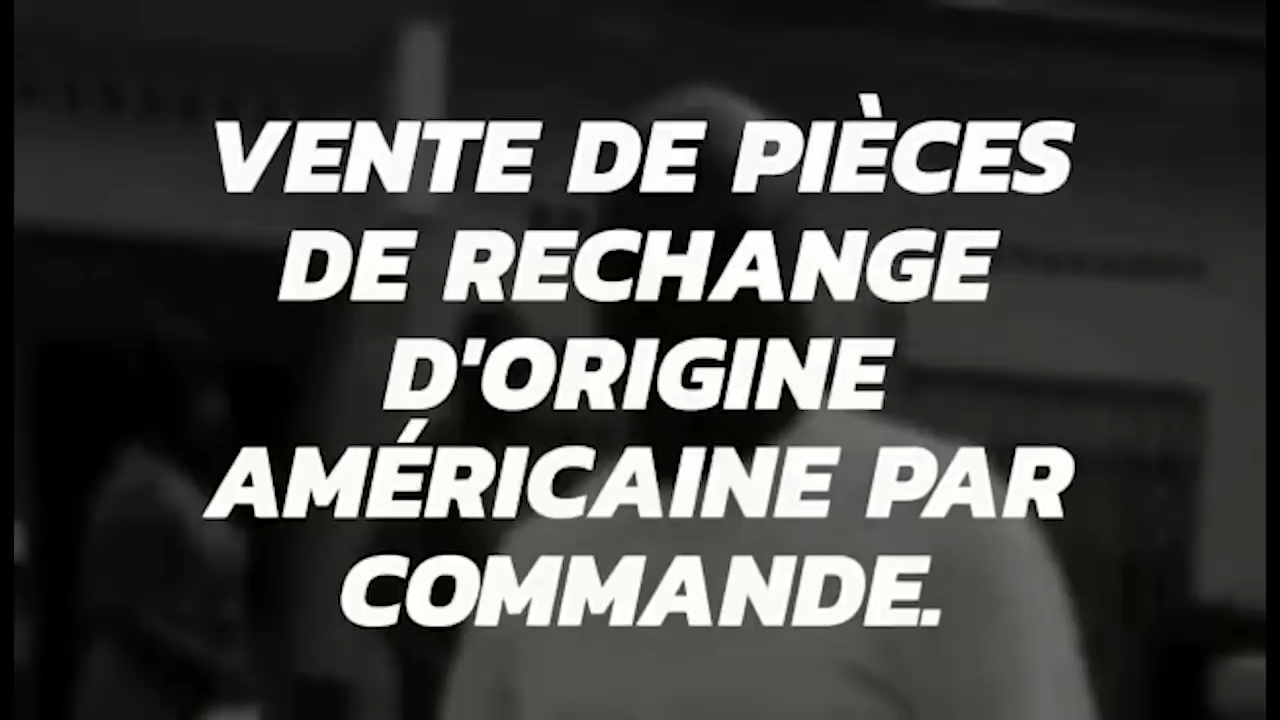 VENTE DE PIÈCES
DE RECHANGE
D'ORIGINE
AMÉRICAINE PAR
COMMANDE.